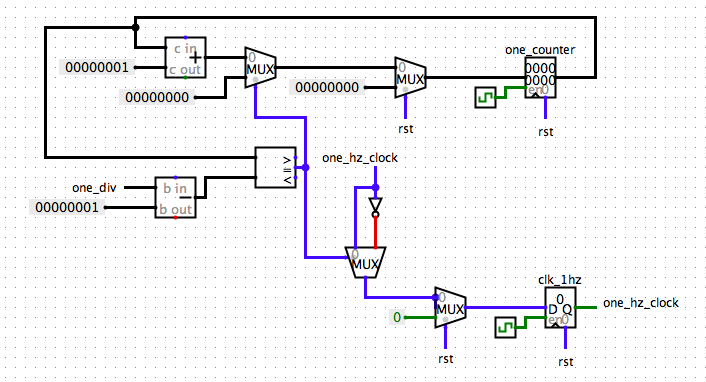 one_counter
c in
+
00000001
c out
0
MUX
0
MUX
0000
0000
en 0
00000000
00000000
rst
rst
>
=
<
one_hz_clock
one_div
b in
−
00000001
b out
0
MUX
clk_1hz
0
MUX
0
D Q
en 0
one_hz_clock
0
rst
rst